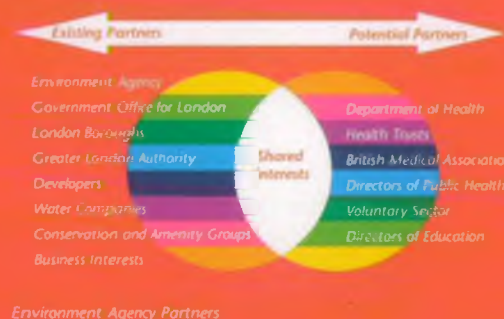 Existing Partners
Potential Partners
Environment Agency
Government Office for London
London Boroughs
Greater London Authority
Developers
Water Companies
Conservation and Amenity Groups
Business Interests
Shared
Interests
Department of Health
Health Trusts
British Medical Association
Directors of Public Health
Voluntary Sector
Directors of Education
Environment Agency Partners